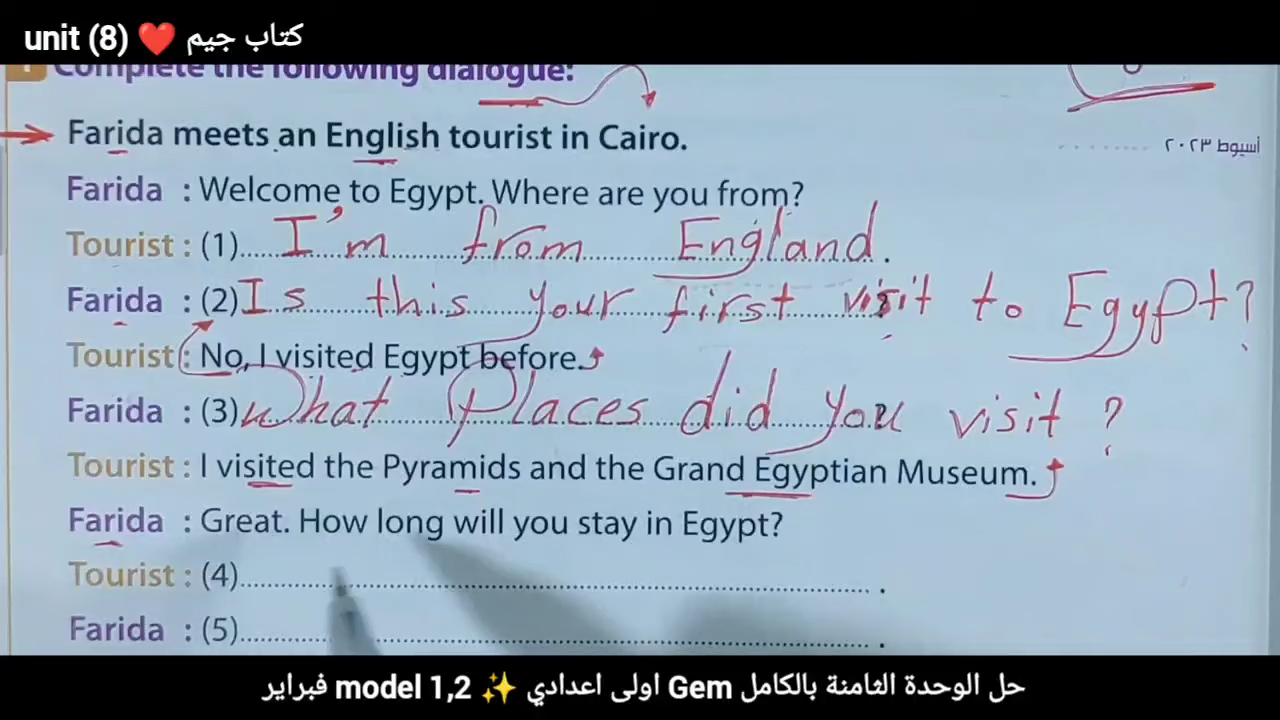 unit (8) ❤️ كتاب جيم
Complete the following dialogue:
Farida meets an English tourist in Cairo.
أسيوط ٢٠٢٣
Farida : Welcome to Egypt. Where are you from?
Tourist : (1) I'm from England.
Farida : (2) Is this your first visit to Egypt?
Tourist : No, I visited Egypt before.
Farida : (3) What Places did you visit ?
Tourist : I visited the Pyramids and the Grand Egyptian Museum.
Farida : Great. How long will you stay in Egypt?
Tourist : (4)........................ .
Farida : (5)........................ .
حل الوحدة الثامنة بالكامل Gem اولى اعدادي ✨ model 1,2 فبراير